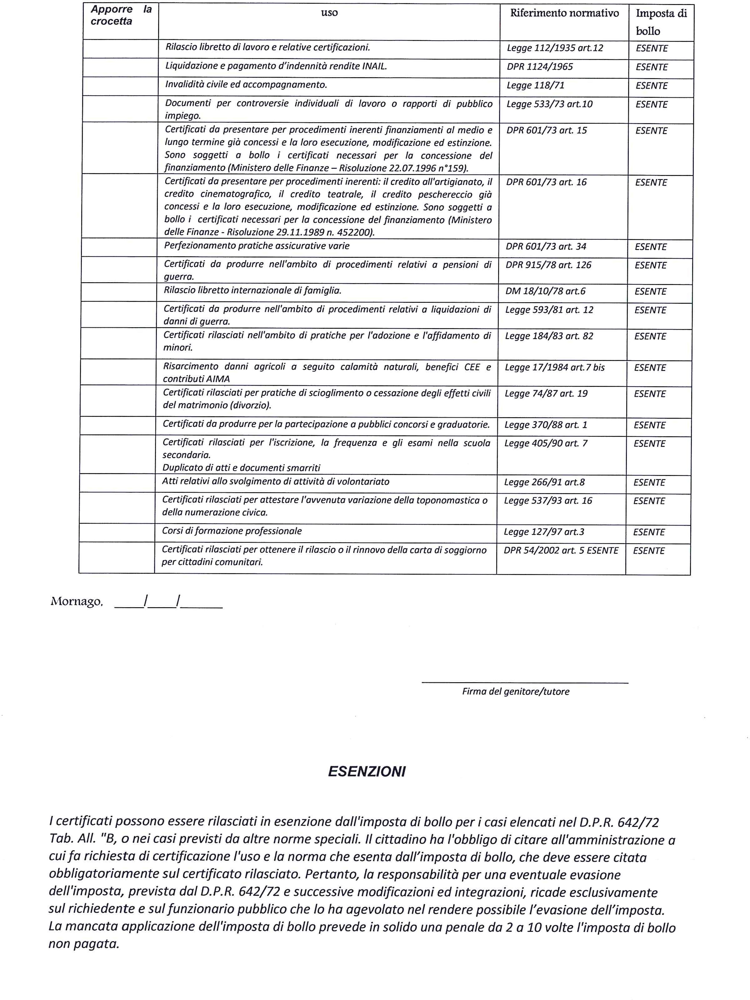 Apporre la
crocetta
uso
Riferimento normativo
Imposta di
bollo
Rilascio libretto di lavoro e relative certificazioni.
Legge 112/1935 art.12
ESENTE
Liquidazione e pagamento d'indennità rendite INAIL.
DPR 1124/1965
ESENTE
Invalidità civile ed accompagnamento.
Legge 118/71
ESENTE
Documenti per controversie individuali di lavoro o rapporti di pubblico
impiego.
Legge 533/73 art.10
ESENTE
Certificati da presentare per procedimenti inerenti finanziamenti al medio e
lungo termine già concessi e la loro esecuzione, modificazione ed estinzione.
Sono soggetti a bollo i certificati necessari per la concessione del
finanziamento (Ministero delle Finanze – Risoluzione 22.07.1996 n°159).
DPR 601/73 art. 15
ESENTE
Certificati da presentare per procedimenti inerenti: il credito all'artigianato, il
credito cinematografico, il credito teatrale, il credito peschereccio già
concessi e la loro esecuzione, modificazione ed estinzione. Sono soggetti a
bollo i certificati necessari per la concessione del finanziamento (Ministero
delle Finanze - Risoluzione 29.11.1989 n. 452200).
DPR 601/73 art. 16
ESENTE
Perfezionamento pratiche assicurative varie
DPR 601/73 art. 34
ESENTE
Certificati da produrre nell'ambito di procedimenti relativi a pensioni di
guerra.
DPR 915/78 art. 126
ESENTE
Rilascio libretto internazionale di famiglia.
DM 18/10/78 art.6
ESENTE
Certificati da produrre nell'ambito di procedimenti relativi a liquidazioni di
danni di guerra.
Legge 593/81 art. 12
ESENTE
Certificati rilasciati nell'ambito di pratiche per l'adozione e l'affidamento di
minori.
Legge 184/83 art. 82
ESENTE
Risarcimento danni agricoli a seguito calamità naturali, benefici CEE e
contributi AIMA
Legge 17/1984 art.7 bis
ESENTE
Certificati rilasciati per pratiche di scioglimento o cessazione degli effetti civili
del matrimonio (divorzio).
Legge 74/87 art. 19
ESENTE
Certificati da produrre per la partecipazione a pubblici concorsi e graduatorie.
Legge 370/88 art. 1
ESENTE
Certificati rilasciati per l'iscrizione, la frequenza e gli esami nella scuola
secondaria.
Duplicato di atti e documenti smarriti
Legge 405/90 art. 7
ESENTE
Atti relativi allo svolgimento di attività di volontariato
Legge 266/91 art.8
ESENTE
Certificati rilasciati per attestare l'avvenuta variazione della toponomastica o
della numerazione civica.
Legge 537/93 art. 16
ESENTE
Corsi di formazione professionale
Legge 127/97 art.3
ESENTE
Certificati rilasciati per ottenere il rilascio o il rinnovo della carta di soggiorno
per cittadini comunitari.
DPR 54/2002 art. 5 ESENTE
ESENTE
Mornago, ____/____/______
Firma del genitore/tutore
ESENZIONI
I certificati possono essere rilasciati in esenzione dall'imposta di bollo per i casi elencati nel D.P.R. 642/72
Tab. All. "B, o nei casi previsti da altre norme speciali. Il cittadino ha l'obbligo di citare all'amministrazione a
cui fa richiesta di certificazione l'uso e la norma che esenta dall'imposta di bollo, che deve essere citata
obbligatoriamente sul certificato rilasciato. Pertanto, la responsabilità per una eventuale evasione
dell'imposta, prevista dal D.P.R. 642/72 e successive modificazioni ed integrazioni, ricade esclusivamente
sul richiedente e sul funzionario pubblico che lo ha agevolato nel rendere possibile l'evasione dell'imposta.
La mancata applicazione dell'imposta di bollo prevede in solido una penale da 2 a 10 volte l'imposta di bollo
non pagata.